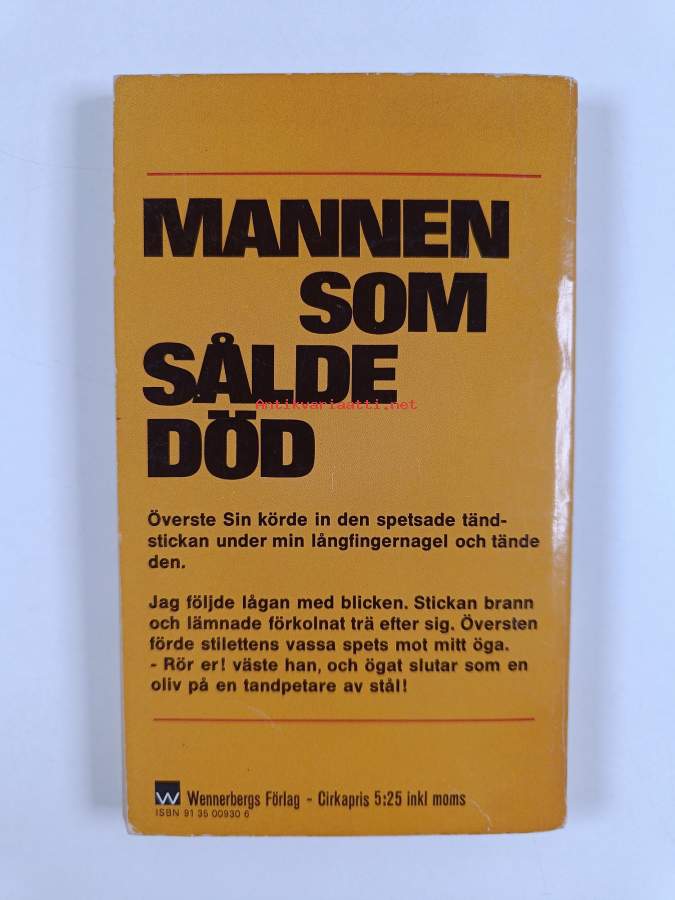 MANNEN
SOM
SÅLDE
Antikvariaatti.net
DÖD
Överste Sin körde in den spetsade tänd-
stickan under min långfingernagel och tände
den.
Jag följde lågan med blicken. Stickan brann
och lämnade förkolnat trä efter sig. Översten
förde stilettens vassa spets mot mitt öga.
- Rör er! väste han, och ögat slutar som en
oliv på en tandpetare av stål!
W Wennerbergs Förlag - Cirkapris 5:25 inkl moms
ISBN 91 35 00930 6